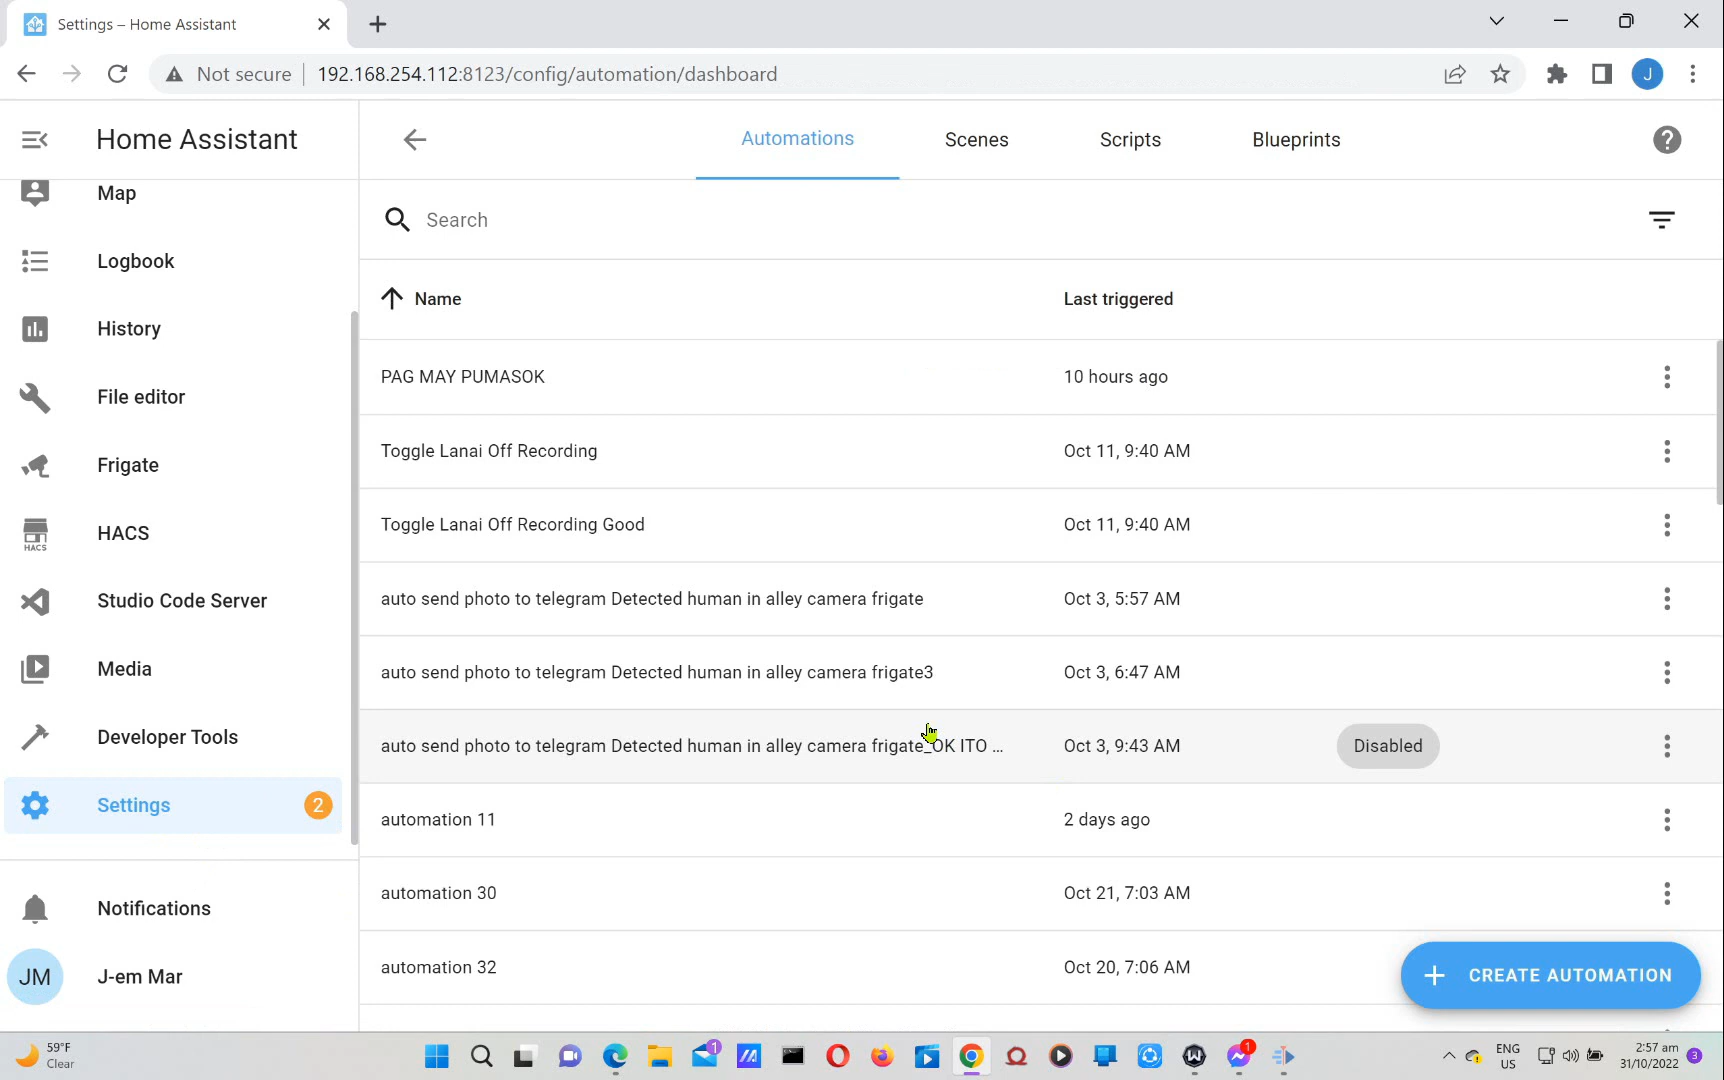 Settings – Home Assistant
Not secure 192.168.254.112:8123/config/automation/dashboard
J
Home Assistant
Automations Scenes Scripts Blueprints
Map
Logbook
History
File editor
Frigate
HACS
HACS
Studio Code Server
Media
Developer Tools
Settings 2
Notifications
JM J-em Mar
Search
Name Last triggered
PAG MAY PUMASOK 10 hours ago
Toggle Lanai Off Recording Oct 11, 9:40 AM
Toggle Lanai Off Recording Good Oct 11, 9:40 AM
auto send photo to telegram Detected human in alley camera frigate Oct 3, 5:57 AM
auto send photo to telegram Detected human in alley camera frigate3 Oct 3, 6:47 AM
auto send photo to telegram Detected human in alley camera frigate_OK ITO ... Oct 3, 9:43 AM Disabled
automation 11 2 days ago
automation 30 Oct 21, 7:03 AM
automation 32 Oct 20, 7:06 AM
+ CREATE AUTOMATION
59°F
Clear
1
1
ENG
US
2:57 am
31/10/2022
3